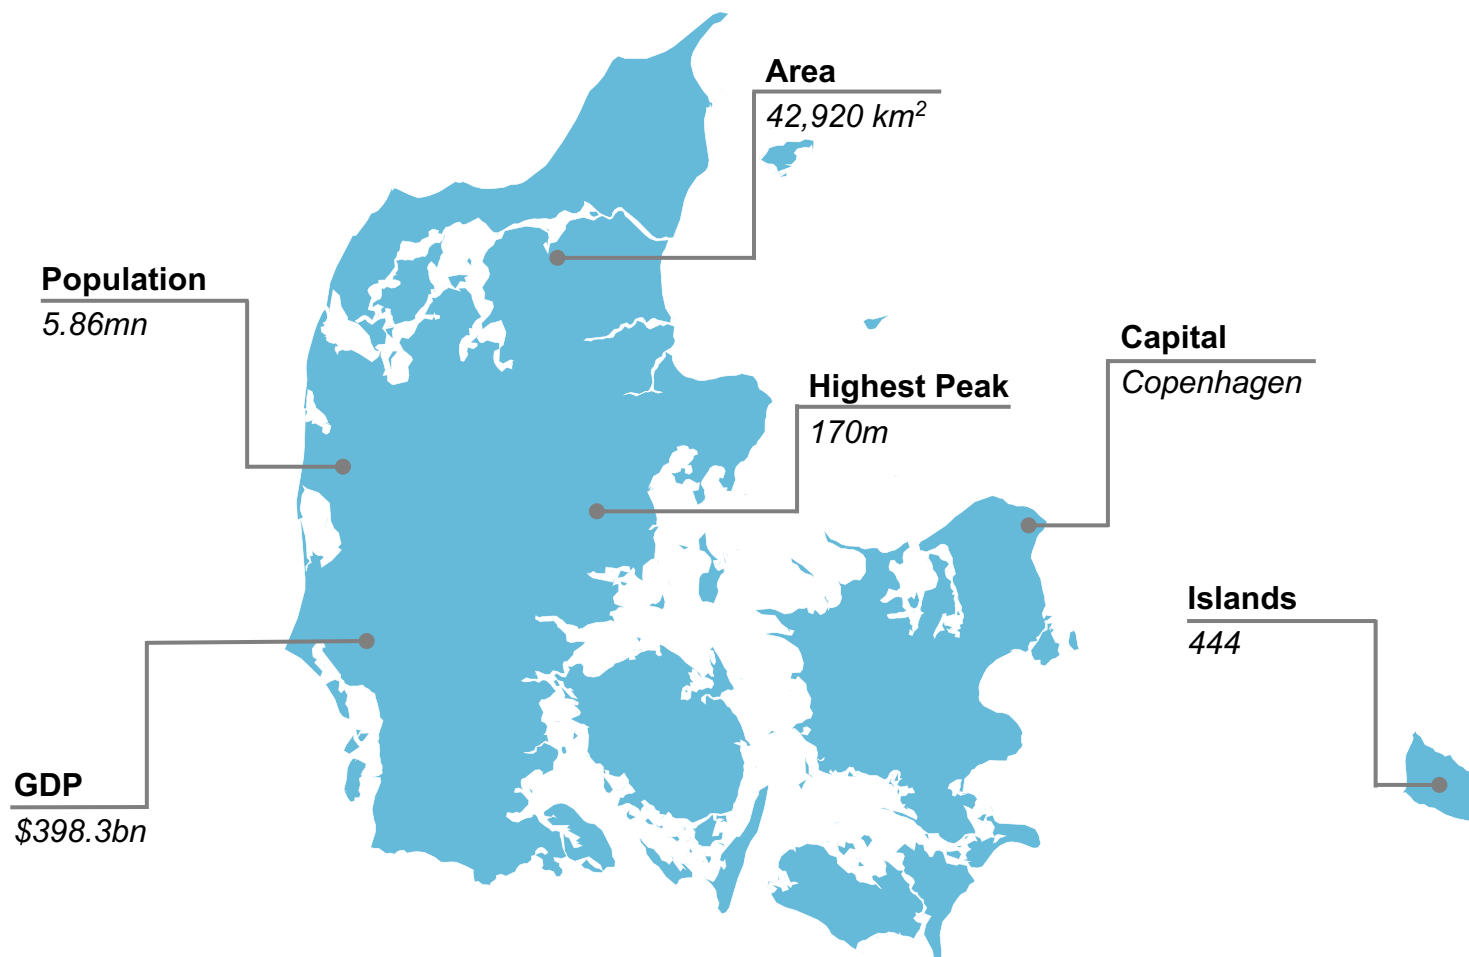 Area
42,920 km²
Population
5.86mn
Capital
Copenhagen
Highest Peak
170m
Islands
444
GDP
$398.3bn